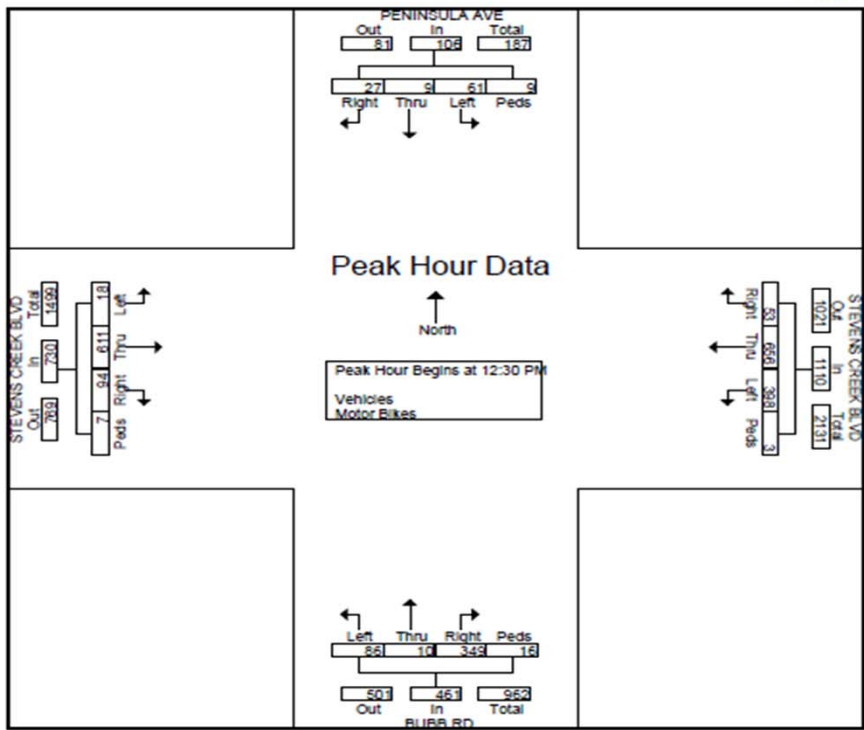 PENINSULA AVE
Out In Total
81 106 187
27 9 61 9
Right Thru Left Peds
Peak Hour Data
North
Peak Hour Begins at 12:30 PM
Vehicles
Motor Bikes
STEVENS CREEK BLVD
Out In Total
769 730 1499
7 94 611 18
Peds Right Thru Left
STEVENS CREEK BLVD
Out In Total
1021 1110 2131
53 656 398 3
Right Thru Left Peds
Left Thru Right Peds
86 10 349 16
501 461 962
Out In Total
BUBB RD